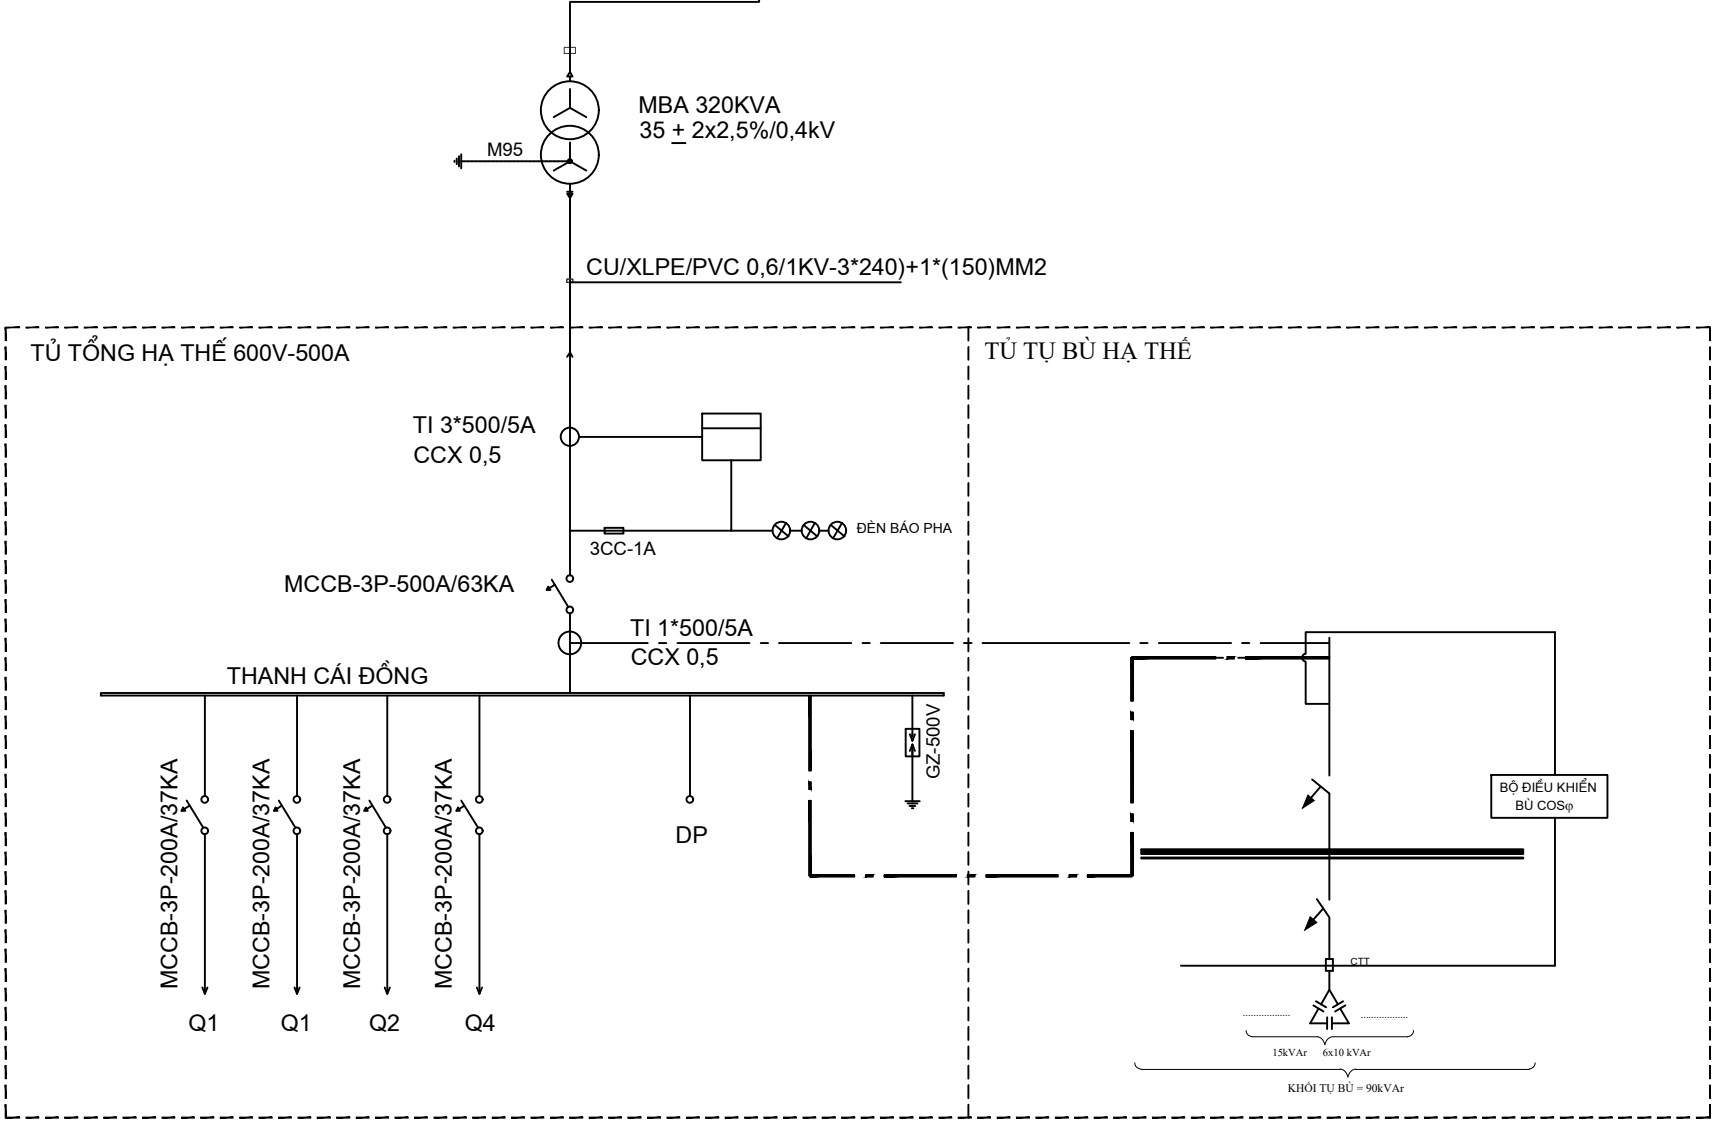 MBA 320KVA
35 ± 2x2,5%/0,4kV
M95
CU/XLPE/PVC 0,6/1KV-3*240)+1*(150)MM2
TỦ TỔNG HẠ THẾ 600V-500A
TỦ TỤ BÙ HẠ THẾ
TI 3*500/5A
CCX 0,5
ĐÈN BÁO PHA
3CC-1A
MCCB-3P-500A/63KA
TI 1*500/5A
CCX 0,5
THANH CÁI ĐỒNG
MCCB-3P-200A/37KA
MCCB-3P-200A/37KA
MCCB-3P-200A/37KA
MCCB-3P-200A/37KA
GZ-500V
DP
Q1
Q1
Q2
Q4
BỘ ĐIỀU KHIỂN
BÙ COSφ
CTT
15kVAr 6x10 kVAr
KHỐI TỤ BÙ = 90kVAr